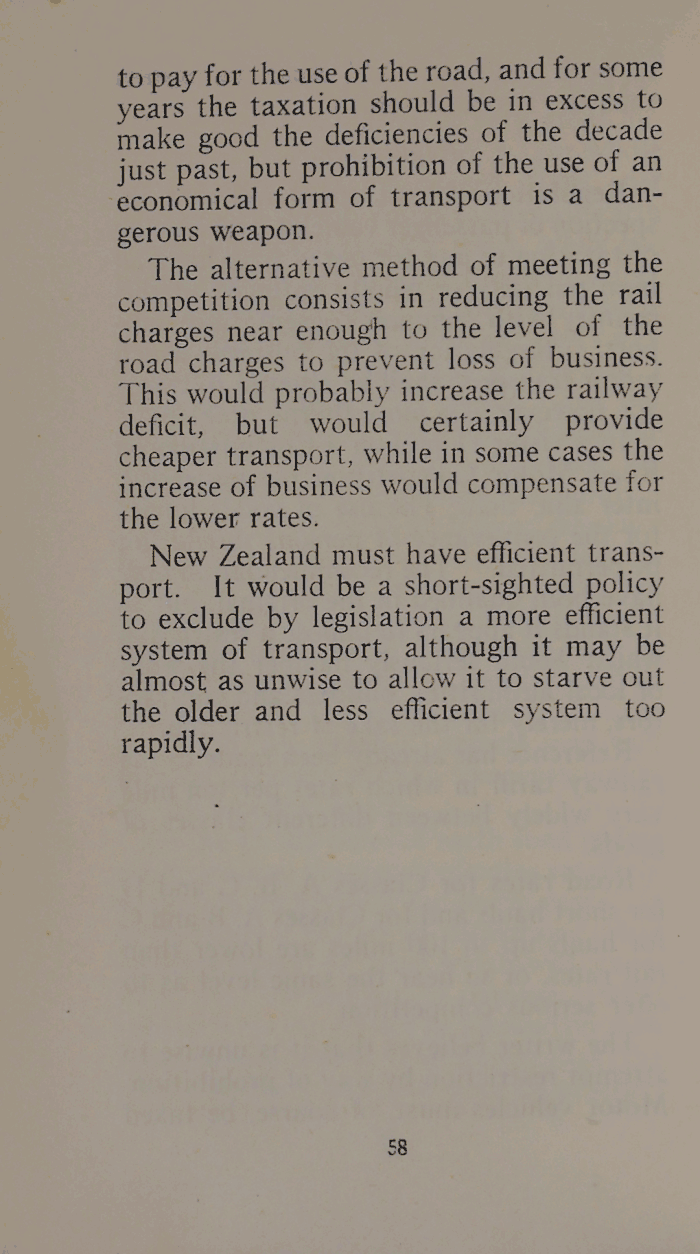 to pay for the use of the road, and for some
years the taxation should be in excess to
make good the deficiencies of the decade
just past, but prohibition of the use of an
economical form of transport is a dan-
gerous weapon.
The alternative method of meeting the
competition consists in reducing the rail
charges near enough to the level of the
road charges to prevent loss of business.
This would probably increase the railway
deficit, but would certainly provide
cheaper transport, while in some cases the
increase of business would compensate for
the lower rates.
New Zealand must have efficient trans-
port. It would be a short-sighted policy
to exclude by legislation a more efficient
system of transport, although it may be
almost as unwise to allow it to starve out
the older and less efficient system too
rapidly.
58